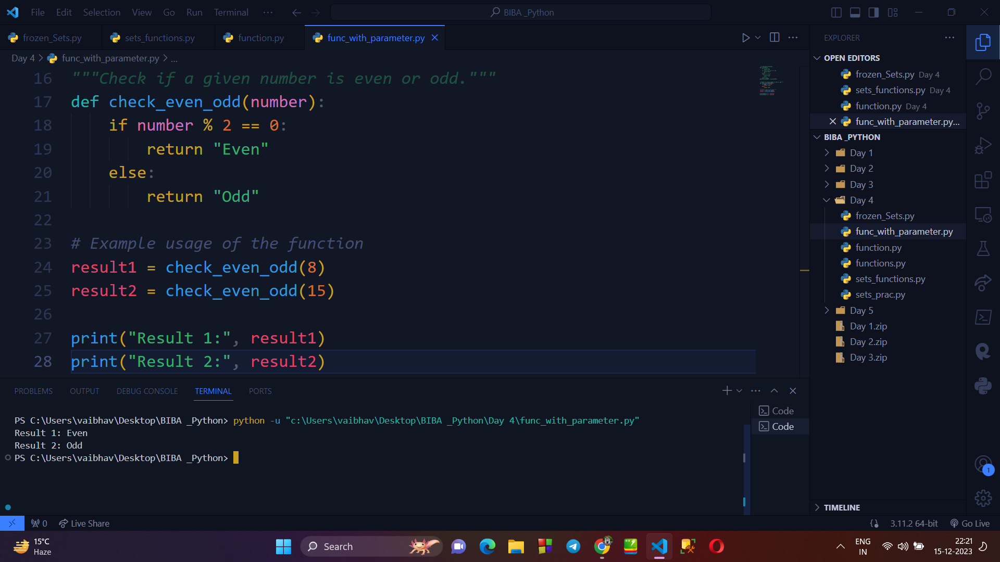 File Edit Selection View Go Run Terminal ...
BIBA _Python
frozen_Sets.py sets_functions.py function.py func_with_parameter.py
Day 4 > func_with_parameter.py > ...
16 """Check if a given number is even or odd."""
17 def check_even_odd(number):
18 if number % 2 == 0:
19 return "Even"
20 else:
21 return "Odd"
22
23 # Example usage of the function
24 result1 = check_even_odd(8)
25 result2 = check_even_odd(15)
26
27 print("Result 1:", result1)
28 print("Result 2:", result2)
PROBLEMS OUTPUT DEBUG CONSOLE TERMINAL PORTS
PS C:\Users\vaibhav\Desktop\BIBA _Python> python -u "c:\Users\vaibhav\Desktop\BIBA _Python\Day 4\func_with_parameter.py"
Result 1: Even
Result 2: Odd
PS C:\Users\vaibhav\Desktop\BIBA _Python>
Code
Code
EXPLORER
OPEN EDITORS
frozen_Sets.py Day 4
sets_functions.py Day 4
function.py Day 4
func_with_parameter.py...
BIBA _PYTHON
Day 1
Day 2
Day 3
Day 4
frozen_Sets.py
func_with_parameter.py
function.py
functions.py
sets_functions.py
sets_prac.py
Day 5
Day 1.zip
Day 2.zip
Day 3.zip
TIMELINE
1
0 Live Share
3.11.2 64-bit Go Live
15°C
Haze
Search
ENG
IN
22:21
15-12-2023